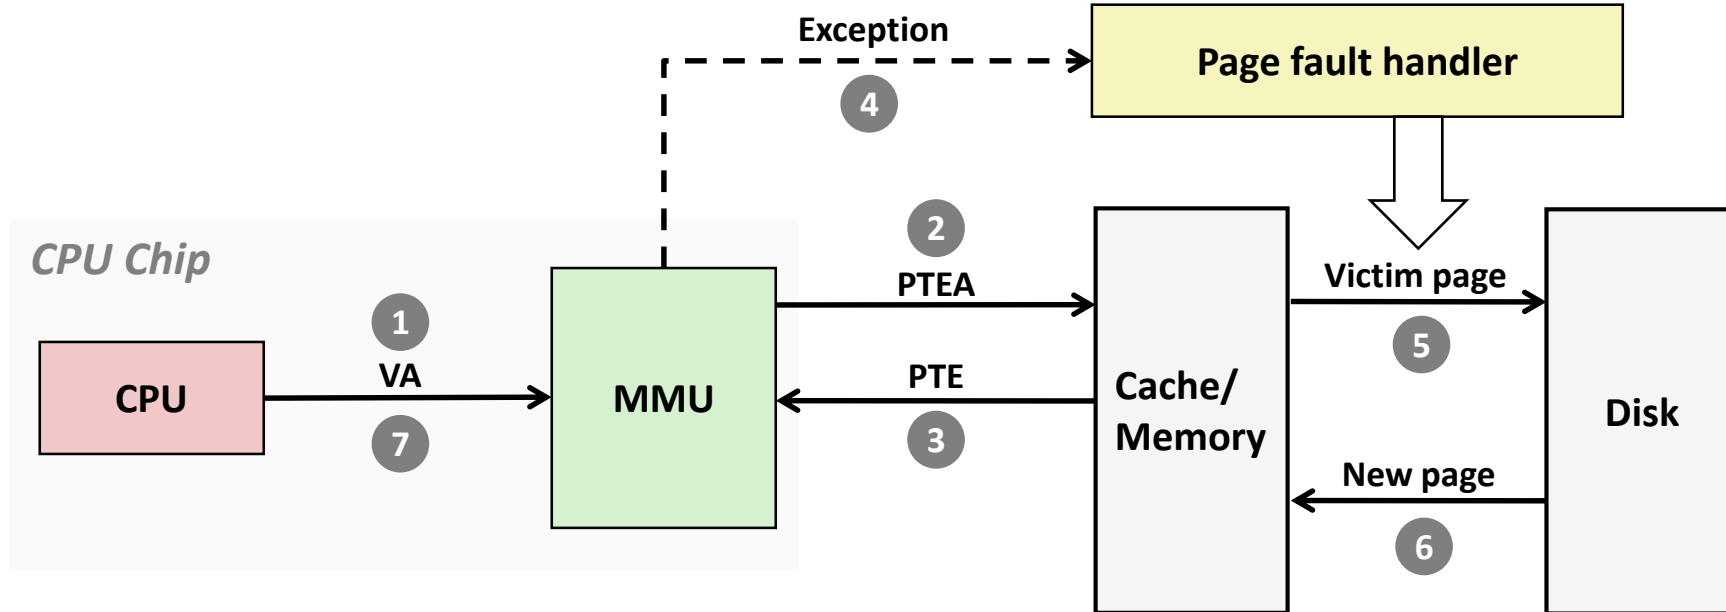 Exception
Page fault handler
4
2
CPU Chip
PTEA
Victim page
1
5
VA
PTE
CPU
MMU
Cache/
Memory
Disk
7
3
New page
6